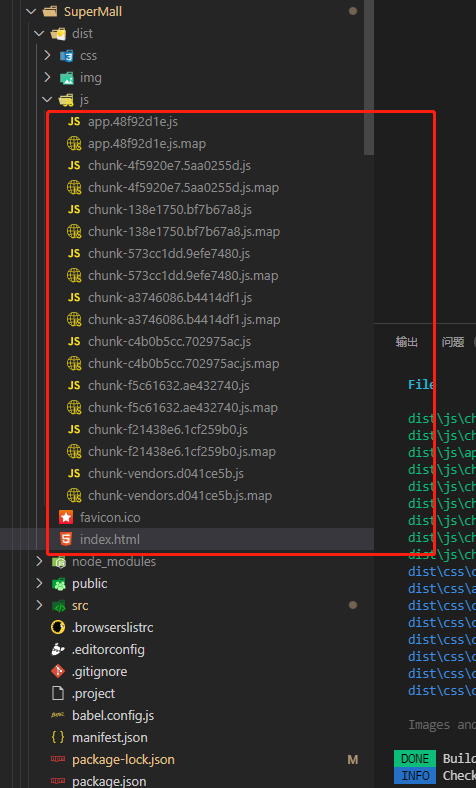 SuperMall
dist
css
img
js
JS app.48f92d1e.js
app.48f92d1e.js.map
JS chunk-4f5920e7.5aa0255d.js
chunk-4f5920e7.5aa0255d.js.map
JS chunk-138e1750.bf7b67a8.js
chunk-138e1750.bf7b67a8.js.map
JS chunk-573cc1dd.9efe7480.js
chunk-573cc1dd.9efe7480.js.map
JS chunk-a3746086.b4414df1.js
chunk-a3746086.b4414df1.js.map
JS chunk-c4b0b5cc.702975ac.js
chunk-c4b0b5cc.702975ac.js.map
JS chunk-f5c61632.ae432740.js
chunk-f5c61632.ae432740.js.map
JS chunk-f21438e6.1cf259b0.js
chunk-f21438e6.1cf259b0.js.map
JS chunk-vendors.d041ce5b.js
chunk-vendors.d041ce5b.js.map
favicon.ico
index.html
node_modules
public
src
.browserslistrc
.editorconfig
.gitignore
.project
babel.config.js
manifest.json
package-lock.json M
package.json
输出 问题
File
dist\js\ch
dist\js\ch
dist\js\ap
dist\js\ch
dist\js\ch
dist\js\ch
dist\js\ch
dist\js\ch
dist\js\ch
dist\css\c
dist\css\a
dist\css\c
dist\css\c
dist\css\c
dist\css\c
dist\css\c
dist\css\c
Images and
DONE Build
INFO Check